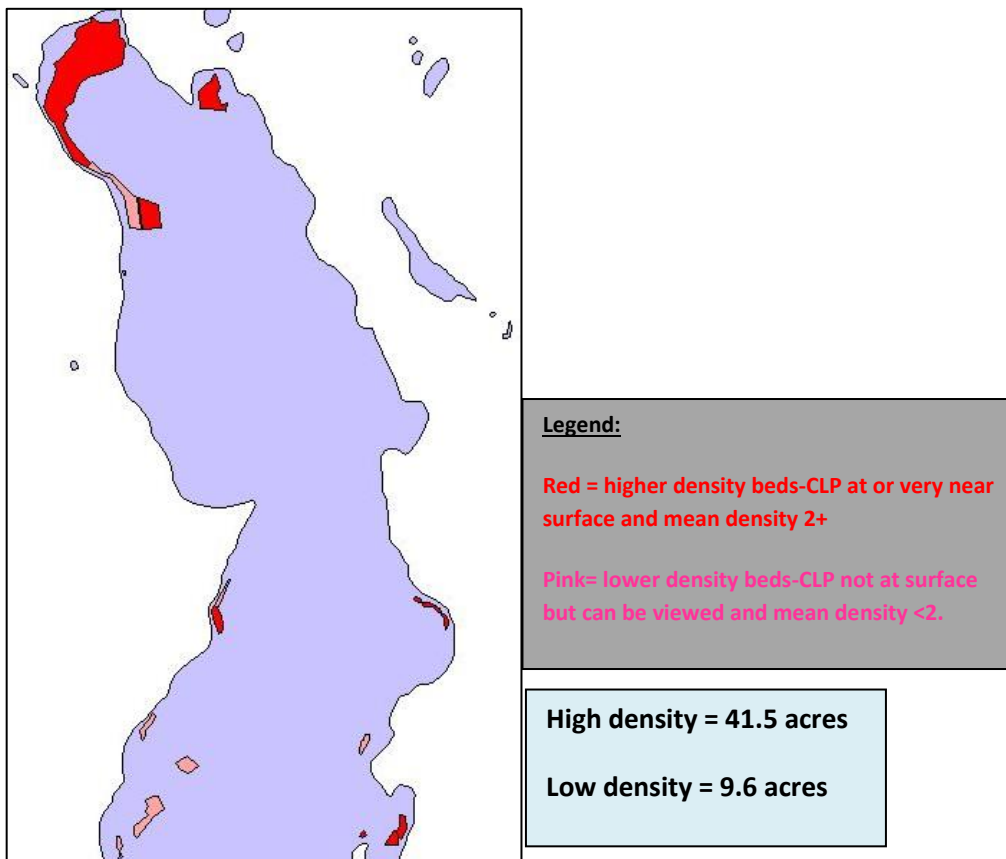 Legend:
Red = higher density beds-CLP at or very near
surface and mean density 2+
Pink= lower density beds-CLP not at surface
but can be viewed and mean density <2.
High density = 41.5 acres
Low density = 9.6 acres